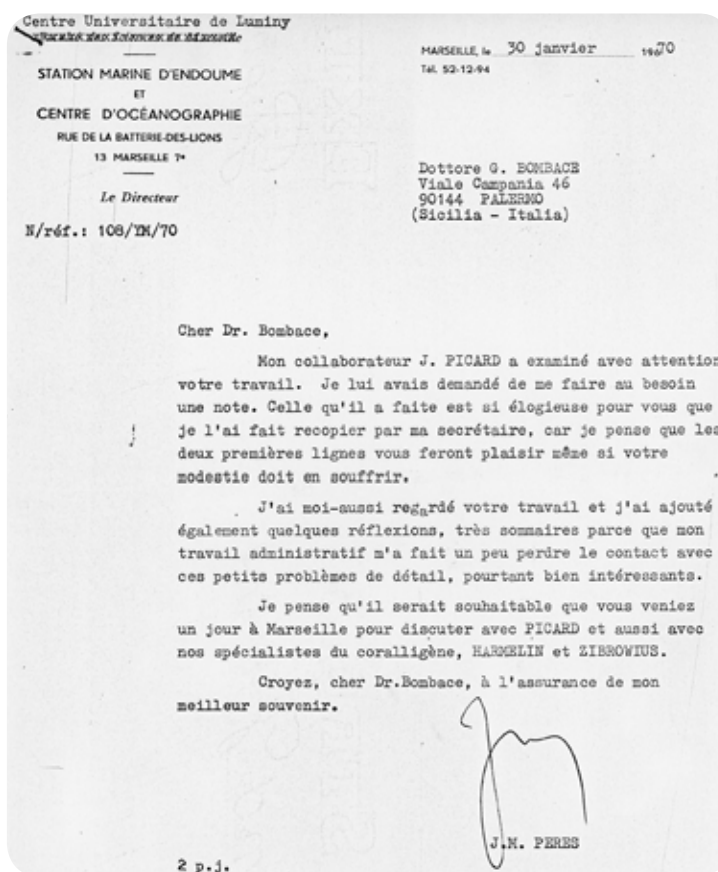 Centre Universitaire de Luminy
Faculté des Sciences de Marseille
STATION MARINE D'ENDOUME
ET
CENTRE D'OCÉANOGRAPHIE
RUE DE LA BATTERIE-DES-LIONS
13 MARSEILLE 7e
Le Directeur
N/réf.: 108/YM/70
MARSEILLE, le 30 janvier 1970
Tél. 52-12-94
Dottore G. BOMBACE
Viale Campania 46
90144 PALERMO
(Sicilia - Italia)
Cher Dr. Bombace,
Mon collaborateur J. PICARD a examiné avec attention
votre travail. Je lui avais demandé de me faire au besoin
une note. Celle qu'il a faite est si élogieuse pour vous que
je l'ai fait recopier par ma secrétaire, car je pense que les
deux premières lignes vous feront plaisir même si votre
modestie doit en souffrir.
J'ai moi-aussi regardé votre travail et j'ai ajouté
également quelques réflexions, très sommaires parce que mon
travail administratif m'a fait un peu perdre le contact avec
ces petits problèmes de détail, pourtant bien intéressants.
Je pense qu'il serait souhaitable que vous veniez
un jour à Marseille pour discuter avec PICARD et aussi avec
nos spécialistes du coralligène, HARMELIN et ZIBROWIUS.
Croyez, cher Dr.Bombace, à l'assurance de mon
meilleur souvenir.
J.M. PERES
2 p.j.